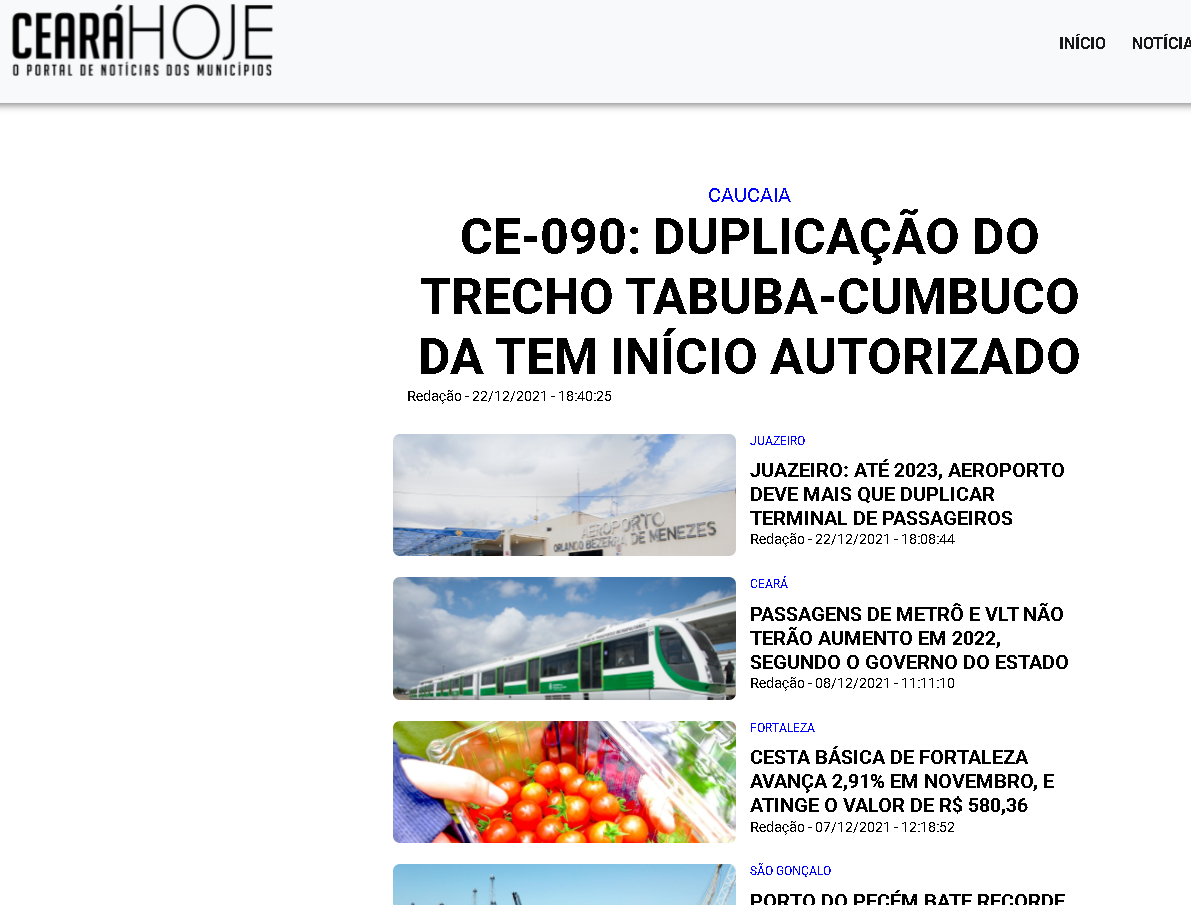 CEARÁHOJE
O PORTAL DE NOTÍCIAS DOS MUNICÍPIOS
INÍCIO NOTÍCIA
CAUCAIA
CE-090: DUPLICAÇÃO DO
TRECHO TABUBA-CUMBUCO
DA TEM INÍCIO AUTORIZADO
Redação - 22/12/2021 - 18:40:25
AEROPORTO
ORLANDO BEZERRA DE MENEZES
JUAZEIRO
JUAZEIRO: ATÉ 2023, AEROPORTO
DEVE MAIS QUE DUPLICAR
TERMINAL DE PASSAGEIROS
Redação - 22/12/2021 - 18:08:44
CEARÁ
PASSAGENS DE METRÔ E VLT NÃO
TERÃO AUMENTO EM 2022,
SEGUNDO O GOVERNO DO ESTADO
Redação - 08/12/2021 - 11:11:10
FORTALEZA
CESTA BÁSICA DE FORTALEZA
AVANÇA 2,91% EM NOVEMBRO, E
ATINGE O VALOR DE R$ 580,36
Redação - 07/12/2021 - 12:18:52
SÃO GONÇALO
PORTO DO PECÉM BATE RECORDE